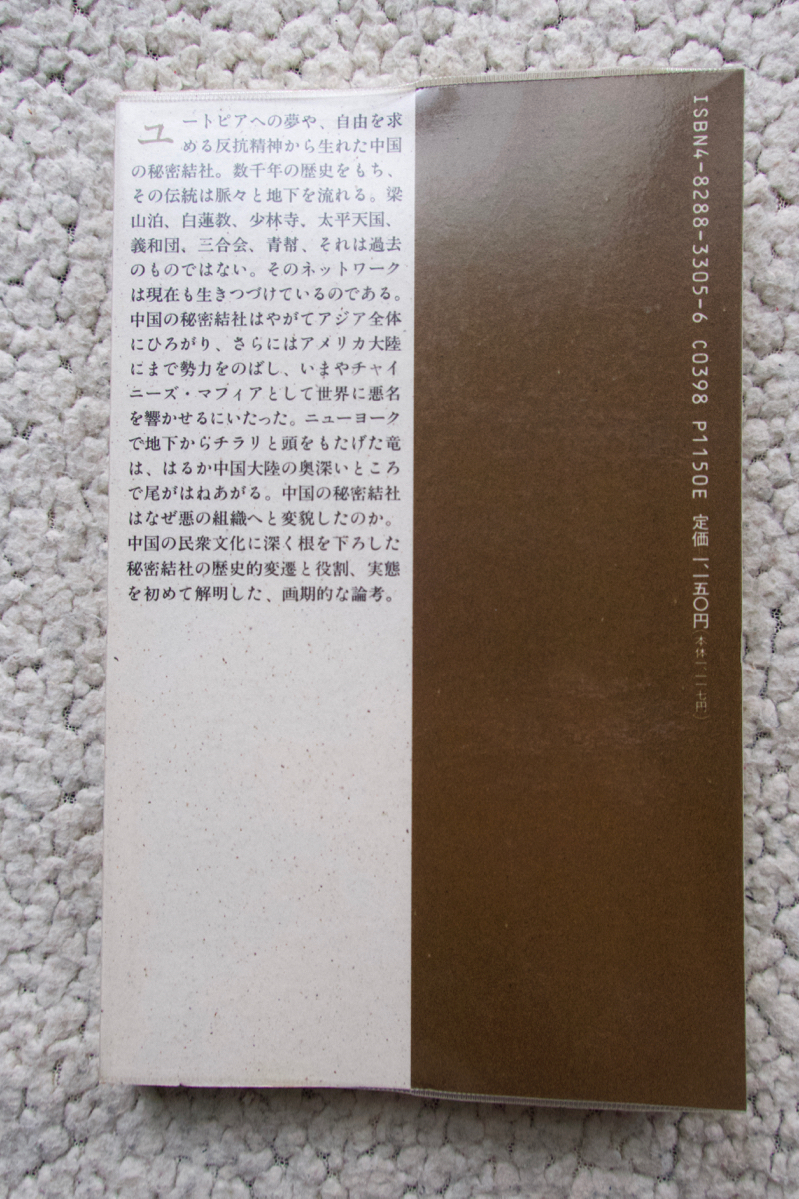 ユートピアへの夢や、自由を求
める反抗精神から生れた中国
の秘密結社。数千年の歴史をもち、
その伝統は脈々と地下を流れる。梁
山泊、白蓮教、少林寺、太平天国、
義和団、三合会、青幇、それは過去
のものではない。そのネットワーク
は現在も生きつづけているのである。
中国の秘密結社はやがてアジア全体
にひろがり、さらにはアメリカ大陸
にまで勢力をのばし、いまやチャイ
ニーズ・マフィアとして世界に悪名
を響かせるにいたった。ニューヨーク
で地下からチラリと頭をもたげた竜
は、はるか中国大陸の奥深いところ
で尾がはねあがる。中国の秘密結社
はなぜ悪の組織へと変貌したのか。
中国の民衆文化に深く根を下ろした
秘密結社の歴史的変遷と役割、実態
を初めて解明した、画期的な論考。
ISBN4-8288-3305-6 C0398 P1150E 定価一、一五〇円(本体一、一一七円)